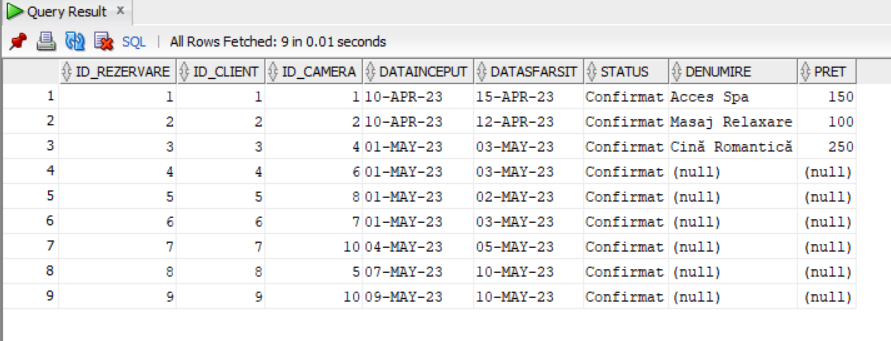 Query Result x
SQL | All Rows Fetched: 9 in 0.01 seconds
ID_REZERVARE ID_CLIENT ID_CAMERA DATAINCEPUT DATASFARSIT STATUS DENUMIRE PRET
1 1 1 1 10-APR-23 15-APR-23 Confirmat Acces Spa 150
2 2 2 2 10-APR-23 12-APR-23 Confirmat Masaj Relaxare 100
3 3 3 4 01-MAY-23 03-MAY-23 Confirmat Cină Romantică 250
4 4 4 6 01-MAY-23 03-MAY-23 Confirmat (null) (null)
5 5 5 8 01-MAY-23 02-MAY-23 Confirmat (null) (null)
6 6 6 7 01-MAY-23 03-MAY-23 Confirmat (null) (null)
7 7 7 10 04-MAY-23 05-MAY-23 Confirmat (null) (null)
8 8 8 5 07-MAY-23 10-MAY-23 Confirmat (null) (null)
9 9 9 10 09-MAY-23 10-MAY-23 Confirmat (null) (null)